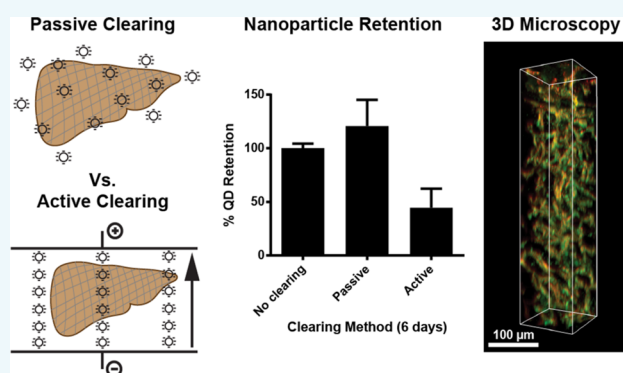 Passive Clearing
Vs.
Active Clearing
+
−
Nanoparticle Retention
% QD Retention
150
100
50
0
No clearing
Passive
Active
Clearing Method (6 days)
3D Microscopy
100 µm